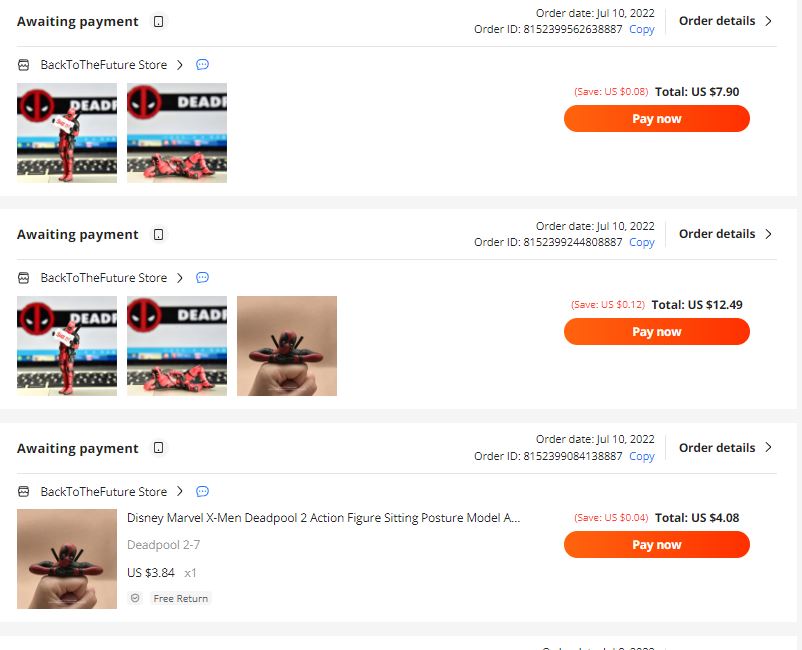 Awaiting payment
Order date: Jul 10, 2022
Order ID: 8152399562638887 Copy
Order details
BackToTheFuture Store
DEADP
DEADP
(Save: US $0.08) Total: US $7.90
Pay now
Awaiting payment
Order date: Jul 10, 2022
Order ID: 8152399244808887 Copy
Order details
BackToTheFuture Store
DEADP
DEADP
(Save: US $0.12) Total: US $12.49
Pay now
Awaiting payment
Order date: Jul 10, 2022
Order ID: 8152399084138887 Copy
Order details
BackToTheFuture Store
Disney Marvel X-Men Deadpool 2 Action Figure Sitting Posture Model A...
Deadpool 2-7
US $3.84 x1
Free Return
(Save: US $0.04) Total: US $4.08
Pay now